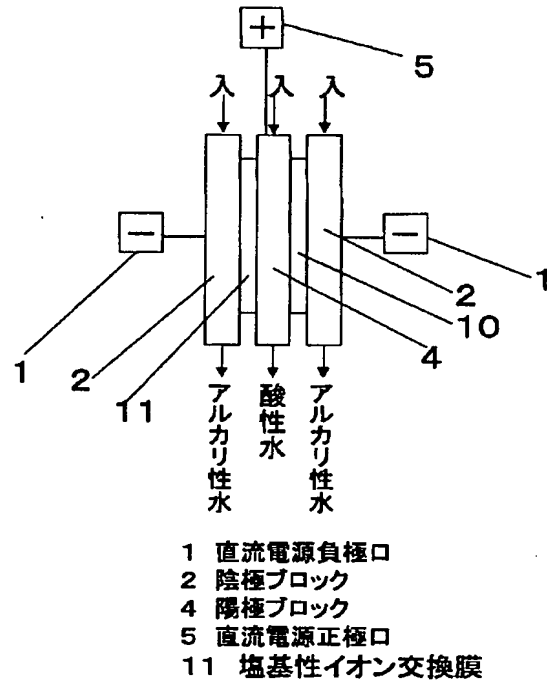 +
5
入 入 入
− −
1
2
10
4
1
2
11
アルカリ性水
酸性水
アルカリ性水
1 直流電源負極口
2 陰極ブロック
4 陽極ブロック
5 直流電源正極口
11 塩基性イオン交換膜